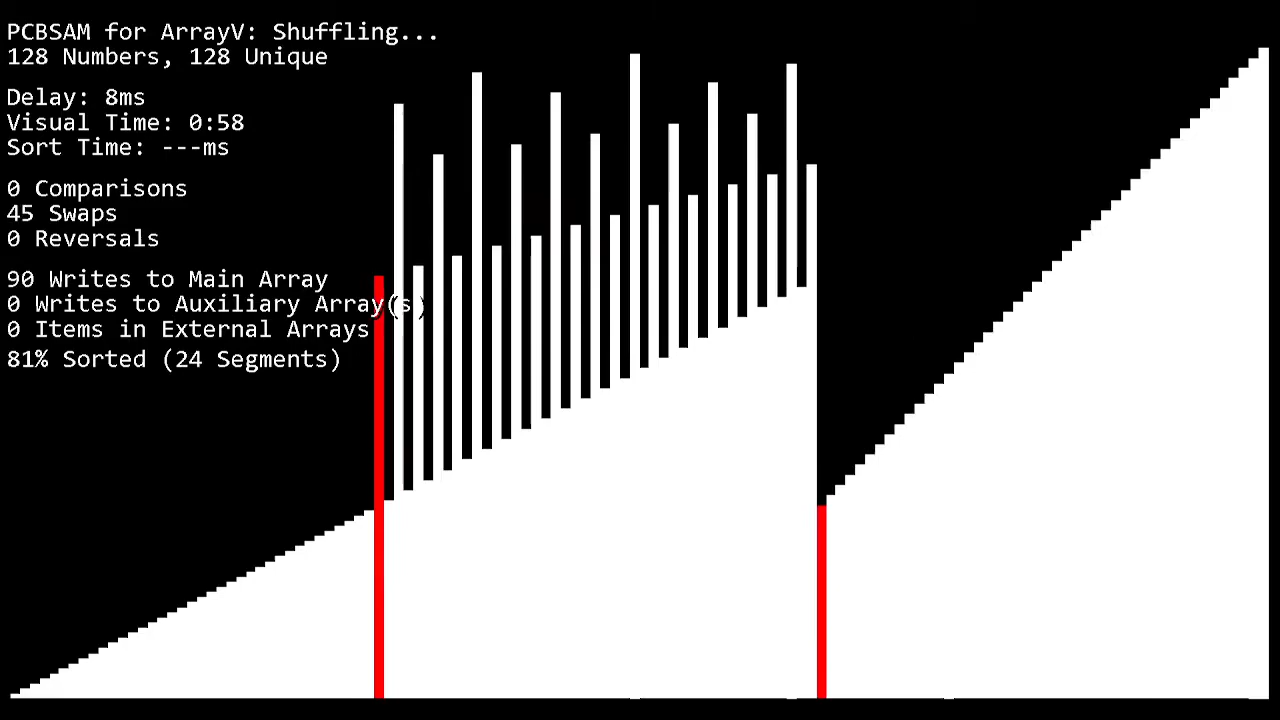 PCBSAM for ArrayV: Shuffling...
128 Numbers, 128 Unique
Delay: 8ms
Visual Time: 0:58
Sort Time: ---ms
0 Comparisons
45 Swaps
0 Reversals
90 Writes to Main Array
0 Writes to Auxiliary Array(s)
0 Items in External Arrays
81% Sorted (24 Segments)